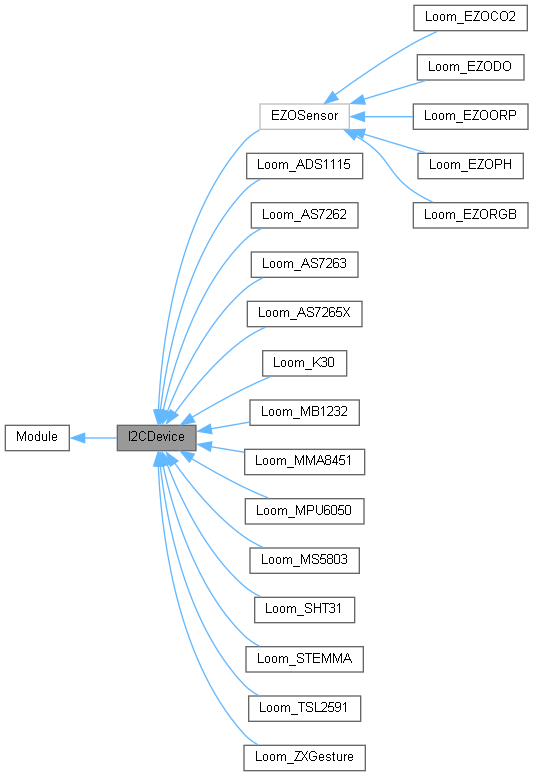 Loom_EZOCO2
Loom_EZODO
EZOSensor
Loom_EZOORP
Loom_ADS1115
Loom_EZOPH
Loom_AS7262
Loom_EZORGB
Loom_AS7263
Loom_AS7265X
Loom_K30
Loom_MB1232
Module
I2CDevice
Loom_MMA8451
Loom_MPU6050
Loom_MS5803
Loom_SHT31
Loom_STEMMA
Loom_TSL2591
Loom_ZXGesture